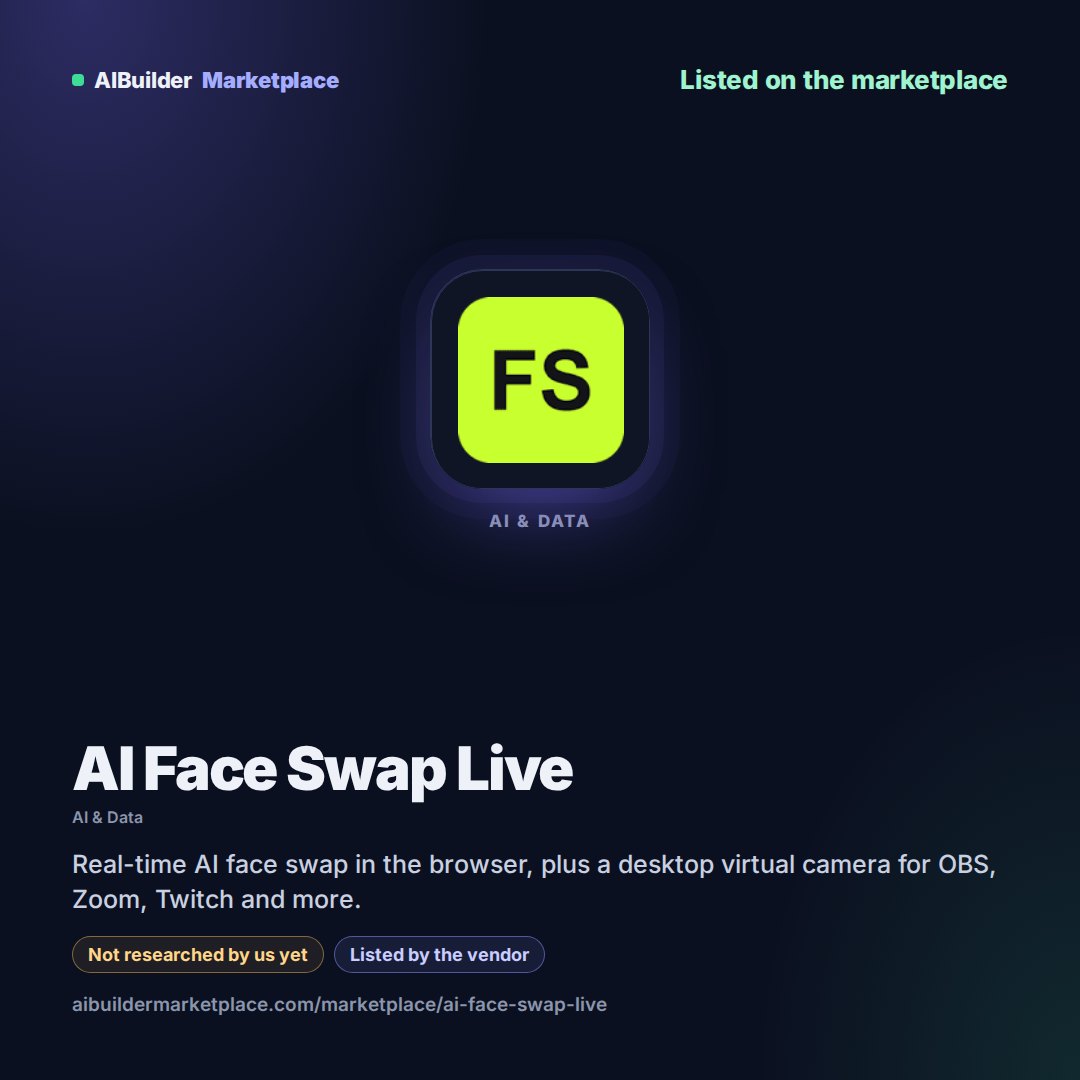 AIBuilder Marketplace
Listed on the marketplace
FS
AI & DATA
AI Face Swap Live
AI & Data
Real-time AI face swap in the browser, plus a desktop virtual camera for OBS,
Zoom, Twitch and more.
Not researched by us yet
Listed by the vendor
aibuildermarketplace.com/marketplace/ai-face-swap-live